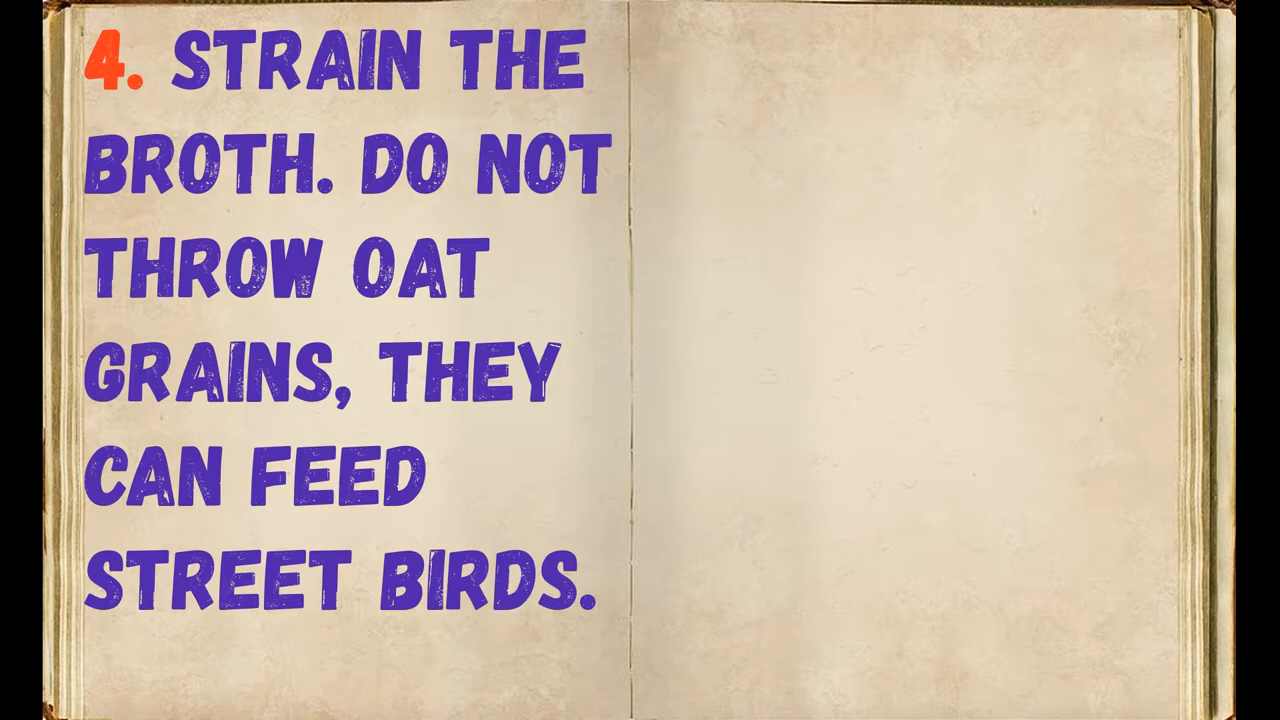 4. STRAIN THE
BROTH. DO NOT
THROW OAT
GRAINS, THEY
CAN FEED
STREET BIRDS.